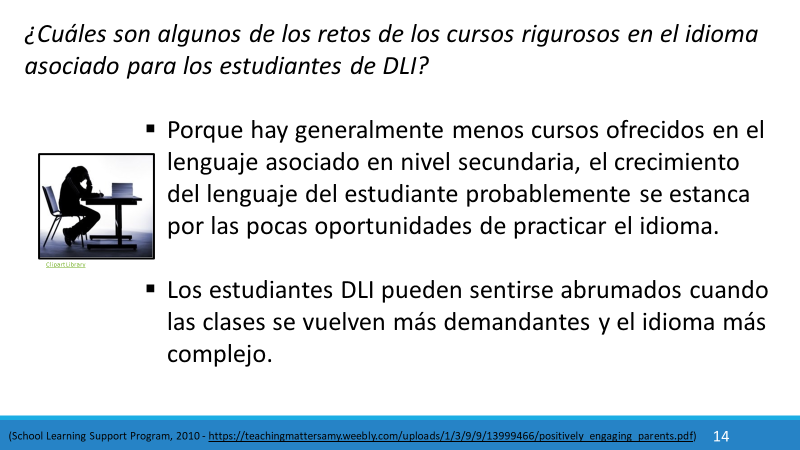 ¿Cuáles son algunos de los retos de los cursos rigurosos en el idioma
asociado para los estudiantes de DLI?
▪ Porque hay generalmente menos cursos ofrecidos en el
lenguaje asociado en nivel secundaria, el crecimiento
del lenguaje del estudiante probablemente se estanca
por las pocas oportunidades de practicar el idioma.
ClipartLibrary
▪ Los estudiantes DLI pueden sentirse abrumados cuando
las clases se vuelven más demandantes y el idioma más
complejo.
(School Learning Support Program, 2010 - https://teachingmattersamy.weebly.com/uploads/1/3/9/9/13999466/positively_engaging_parents.pdf) 14